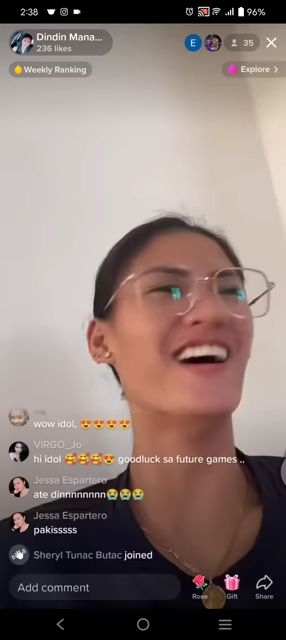 2:38
96%
Dindin Mana...
236 likes
E
35
Weekly Ranking
Explore >
wow idol, 😍😍😍😍
VIRGO_Jo
hi idol 🥰🥰🥰😍 goodluck sa future games ..
Jessa Espartero
ate dinnnnnnnn😭😭😭
Jessa Espartero
pakisssss
Sheryl Tunac Butac joined
Add comment
Rose
Gift
Share